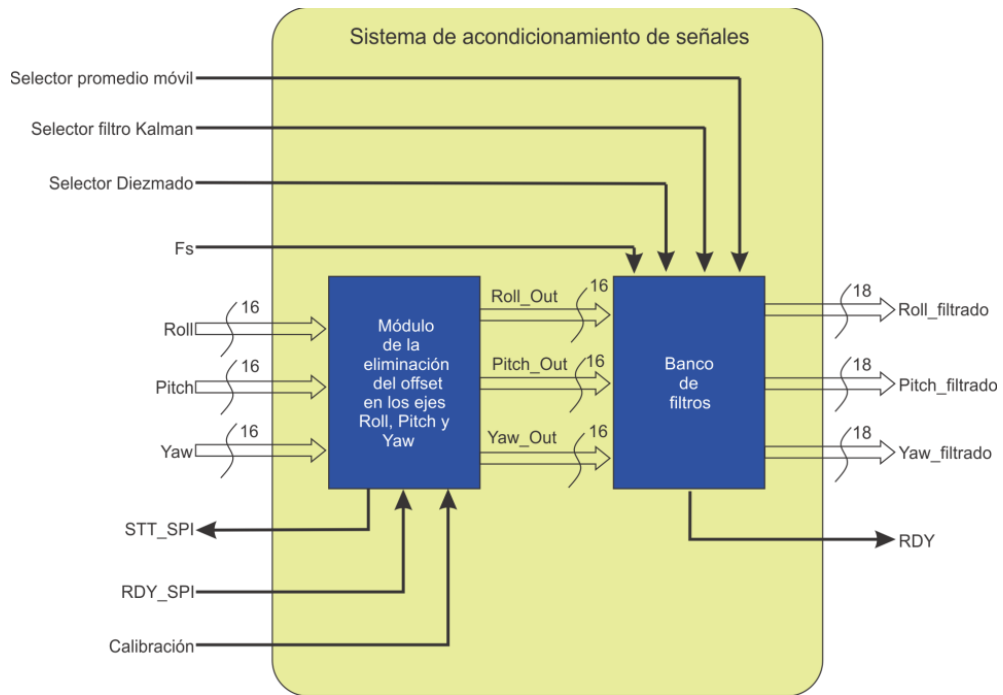 Sistema de acondicionamiento de señales
Selector promedio móvil
Selector filtro Kalman
Selector Diezmado
Fs
16
Roll
16
Pitch
16
Yaw
Módulo
de la
eliminación
del offset
en los ejes
Roll, Pitch y
Yaw
Roll_Out
16
Pitch_Out
16
Yaw_Out
16
Banco
de
filtros
18
Roll_filtrado
18
Pitch_filtrado
18
Yaw_filtrado
STT_SPI
RDY_SPI
Calibración
RDY